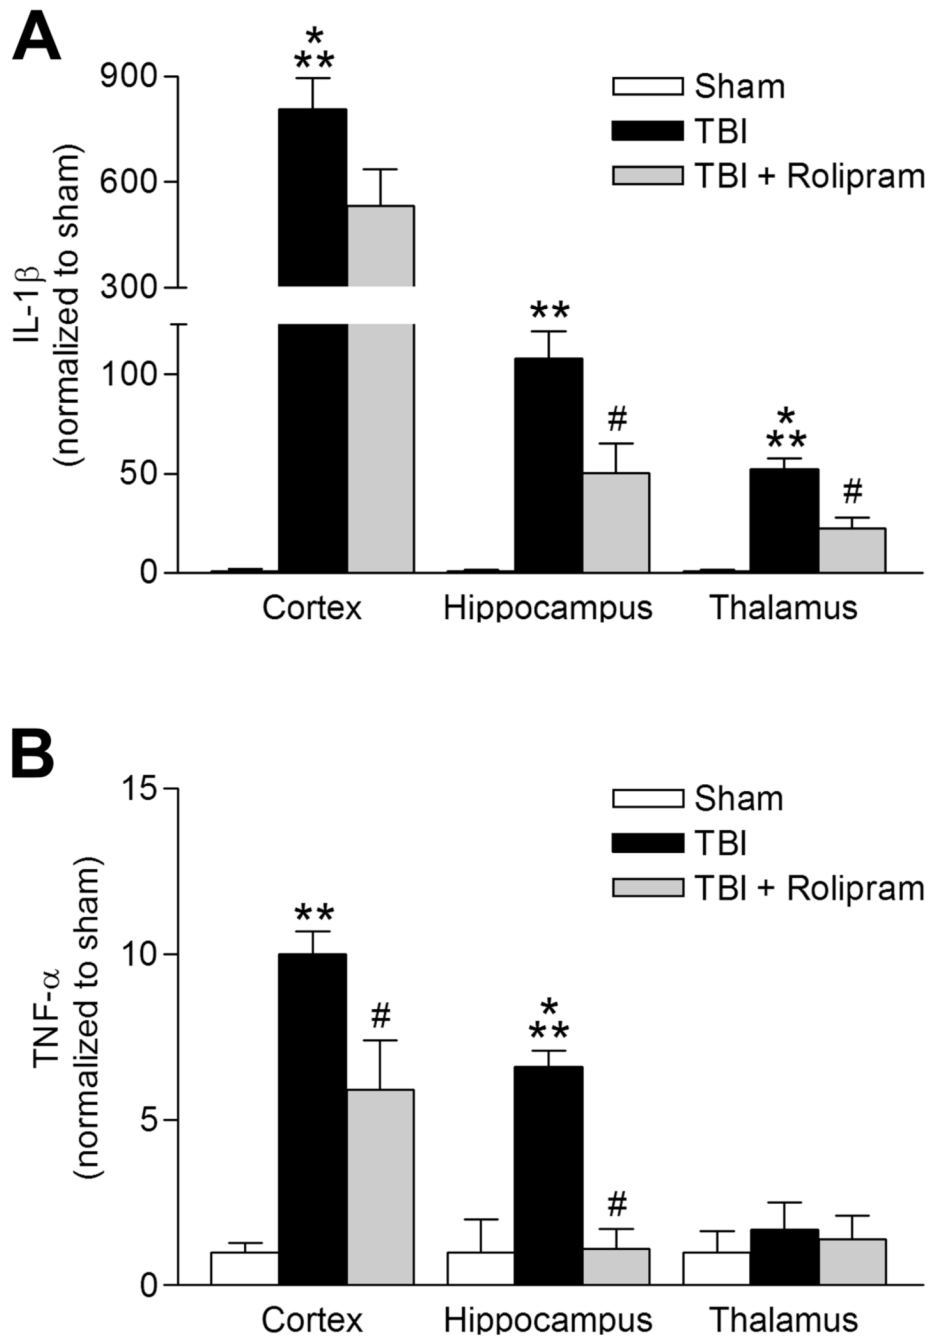 A
*
**
900
Sham
TBI
600
TBI + Rolipram
IL-1β
(normalized to sham)
300
**
100
#
*
**
50
#
0
Cortex
Hippocampus
Thalamus
B
15
Sham
TBI
TBI + Rolipram
TNF-α
(normalized to sham)
**
10
#
*
**
5
#
0
Cortex
Hippocampus
Thalamus